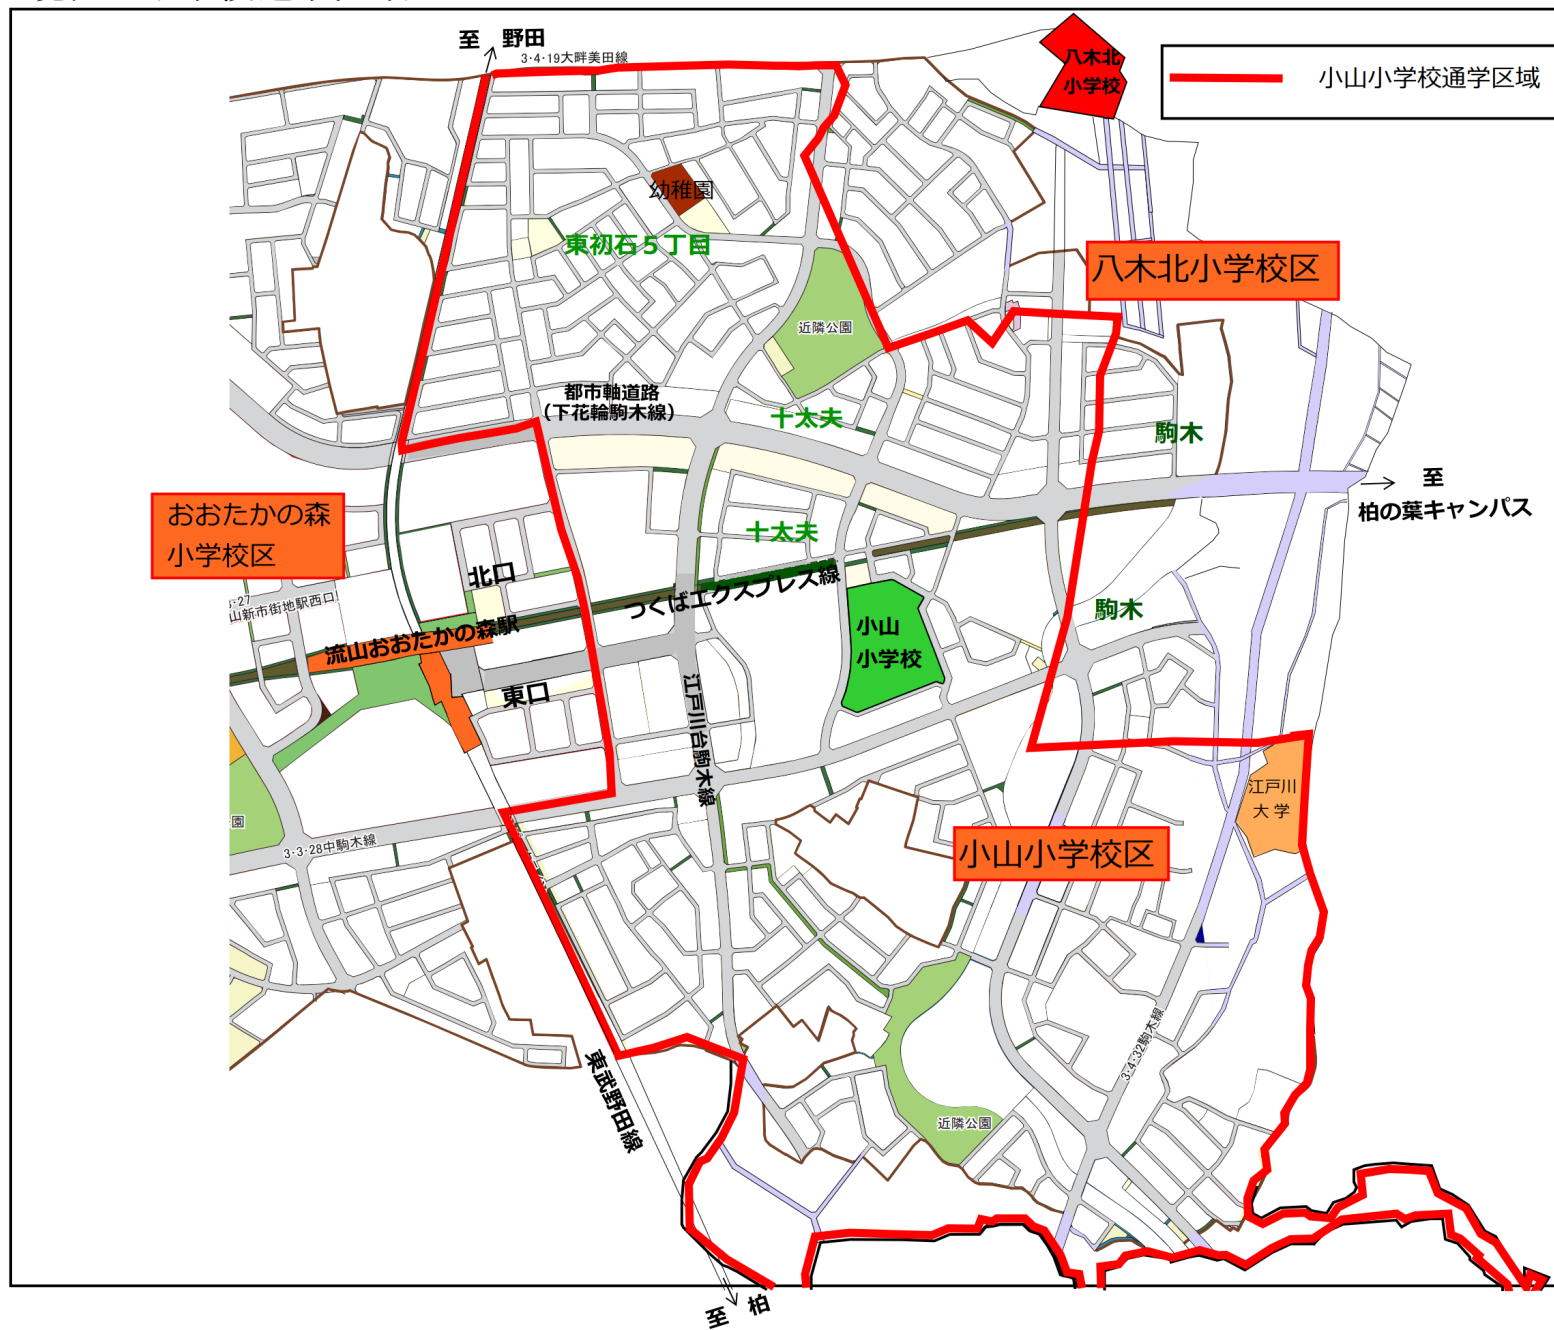 至 野田
3・4・19大畔美田線
八木北
小学校
小山小学校通学区域
幼稚園
東初石5丁目
八木北小学校区
近隣公園
都市軸道路
(下花輪駒木線)
十太夫
駒木
至
柏の葉キャンパス
おおたかの森
小学校区
十太夫
北口
つくばエクスプレス線
山新市街地駅西口
流山おおたかの森駅
小山
小学校
駒木
東口
江戸川台駒木線
江戸川
大学
園
3・3・28中駒木線
小山小学校区
3・4・32駒木線
東武野田線
近隣公園
至 柏